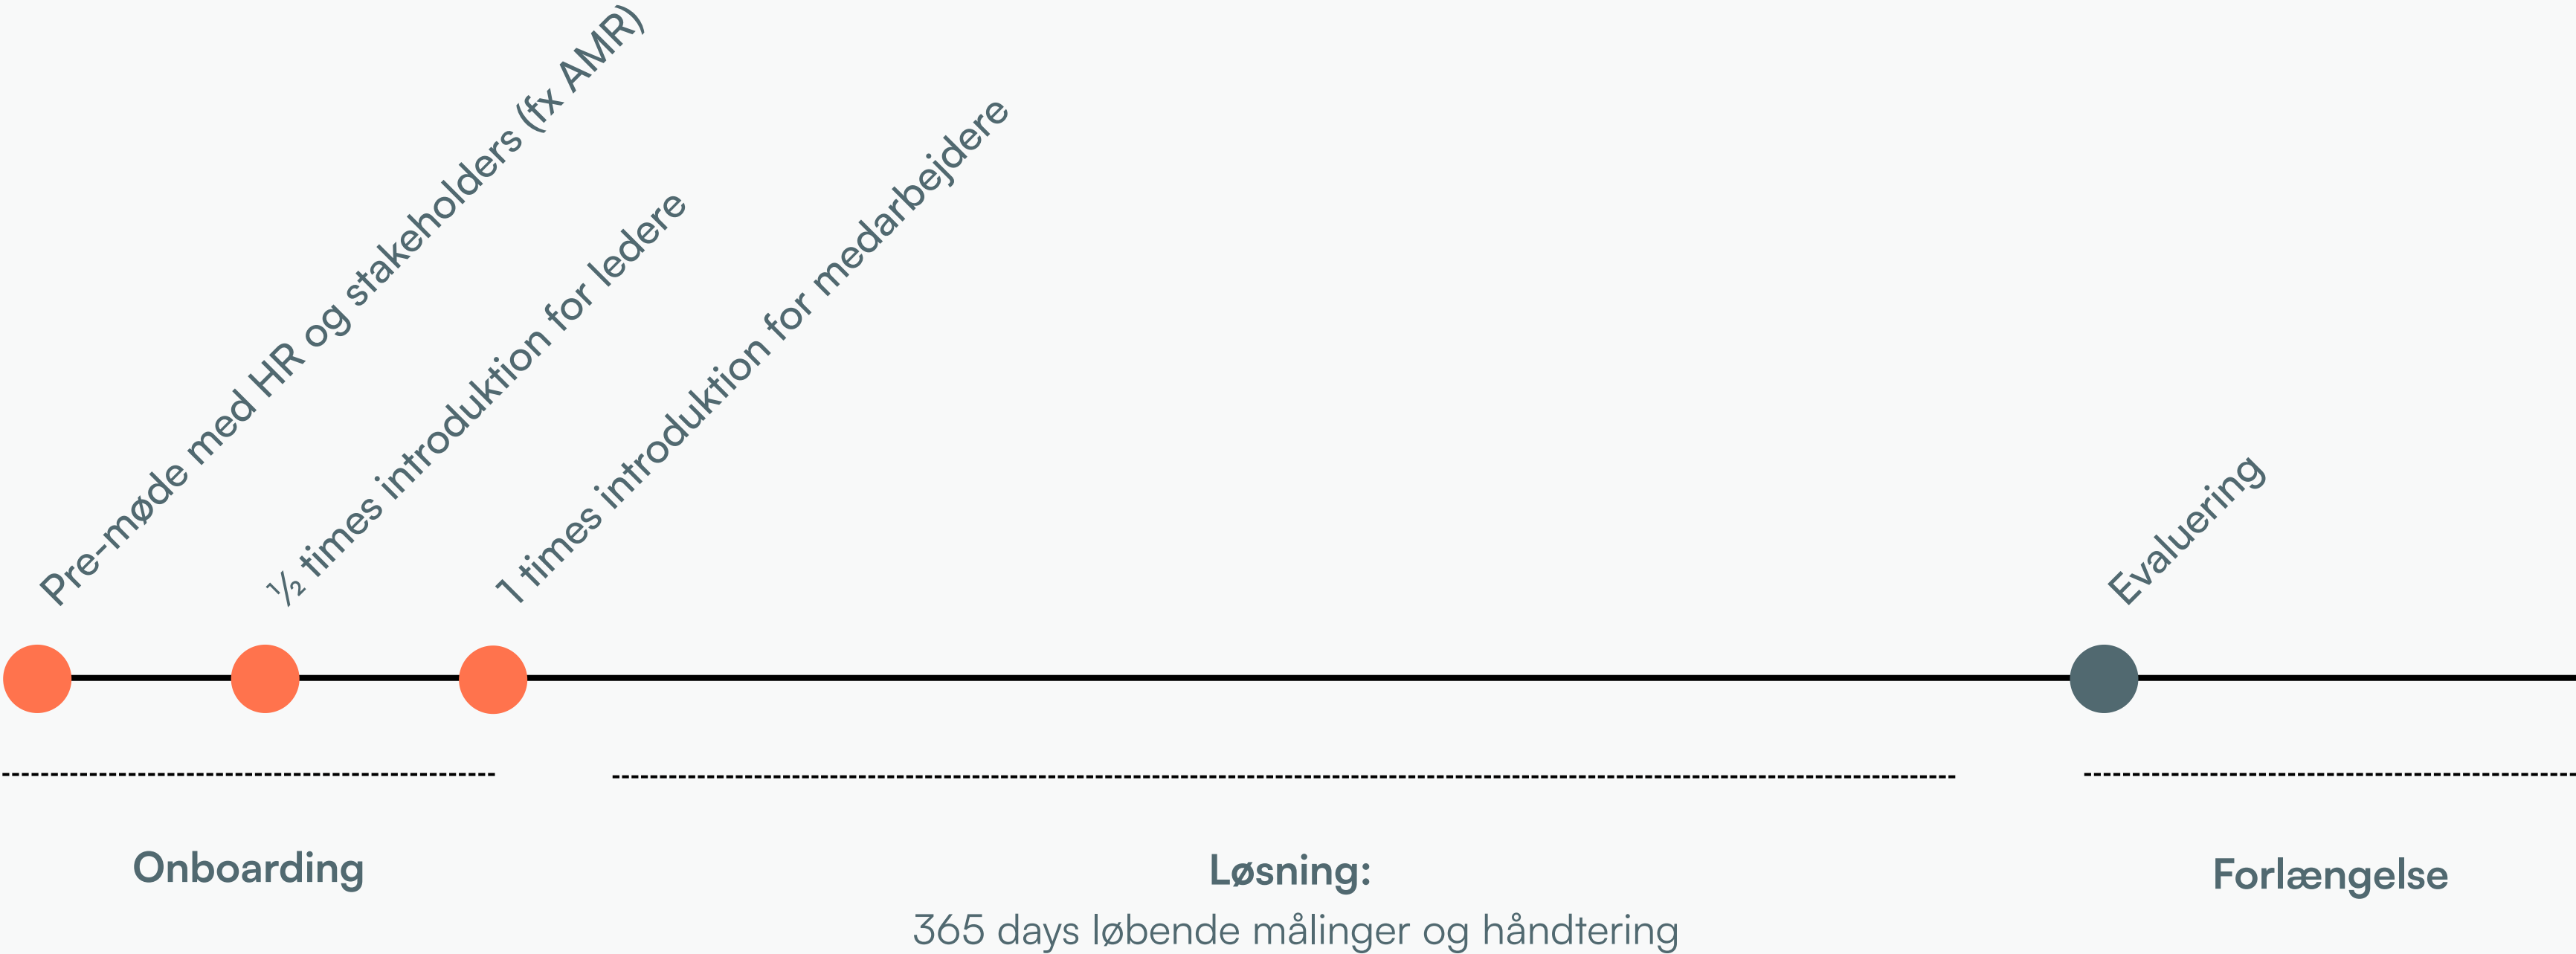 Pre-møde med HR og stakeholders (fx AMR)
½ times introduktion for ledere
1 times introduktion for medarbejdere
Evaluering
Onboarding
Løsning:
365 days løbende målinger og håndtering
Forlængelse